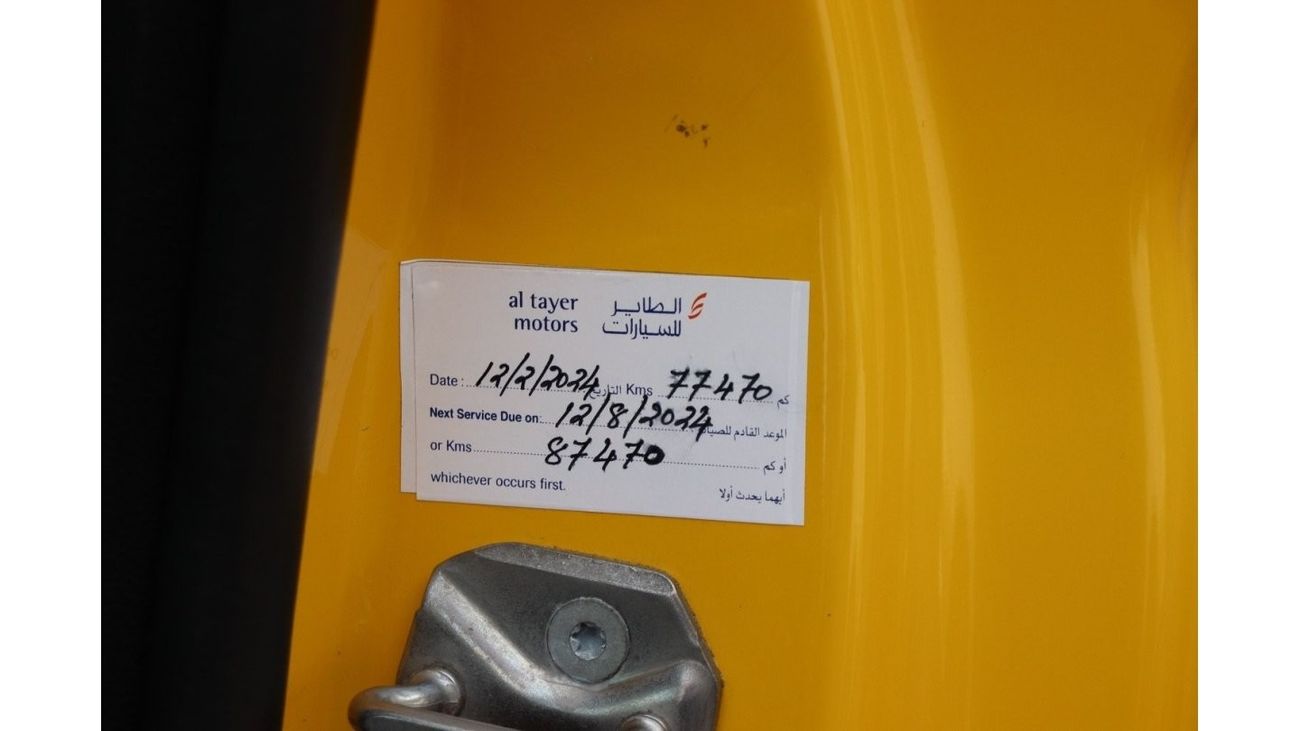 al tayer الطاير
motors للسيارات
Date : 12/2/2024 التاريخ Kms 77470 كم
Next Service Due on: 12/8/2024 الموعد القادم للصيا
or Kms 87470 أو كم
whichever occurs first. أيهما يحدث أولا